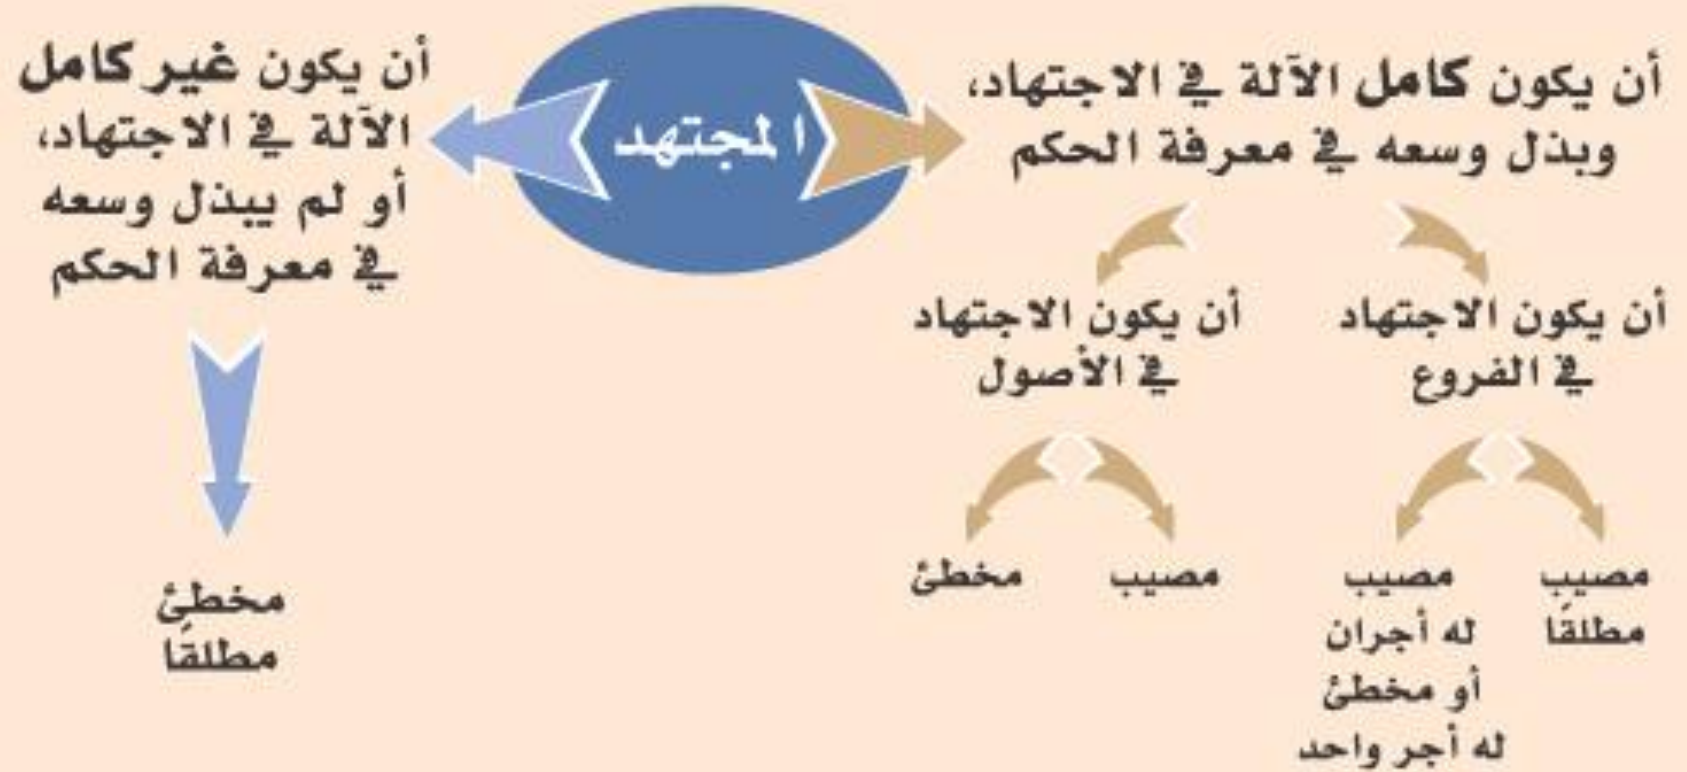 المجتهد
أن يكون كامل الآلة في الاجتهاد،
وبذل وسعه في معرفة الحكم
أن يكون الاجتهاد
في الفروع
مصيب
مطلقًا
مصيب
له أجران
أو مخطئ
له أجر واحد
أن يكون الاجتهاد
في الأصول
مصيب
مخطئ
أن يكون غير كامل
الآلة في الاجتهاد،
أو لم يبذل وسعه
في معرفة الحكم
مخطئ
مطلقًا